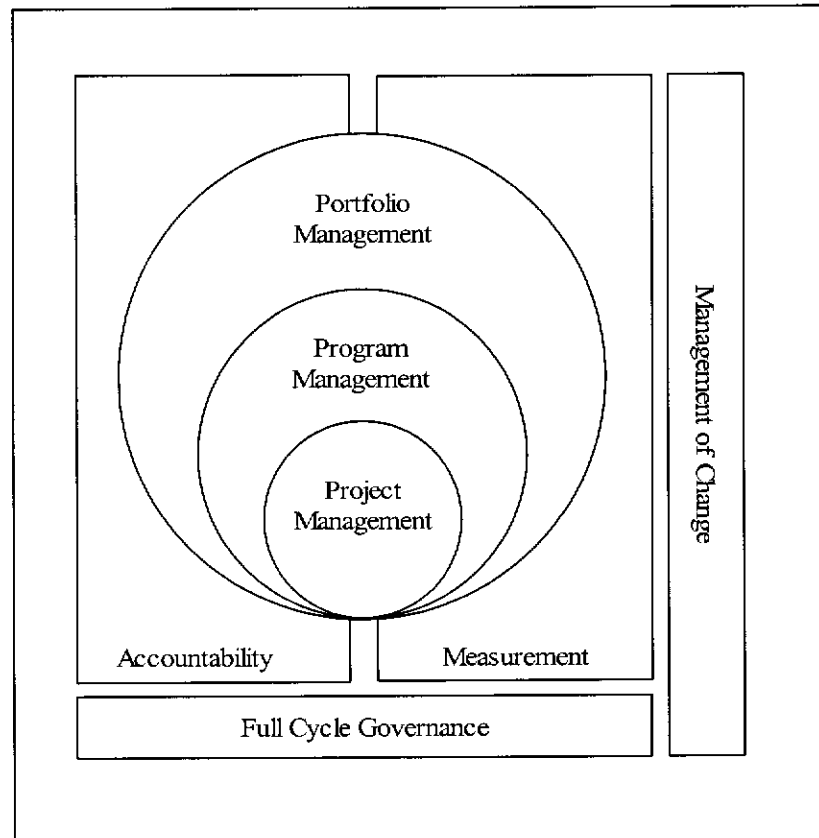 Portfolio
Management
Program
Management
Project
Management
Accountability
Measurement
Full Cycle Governance
Management of Change